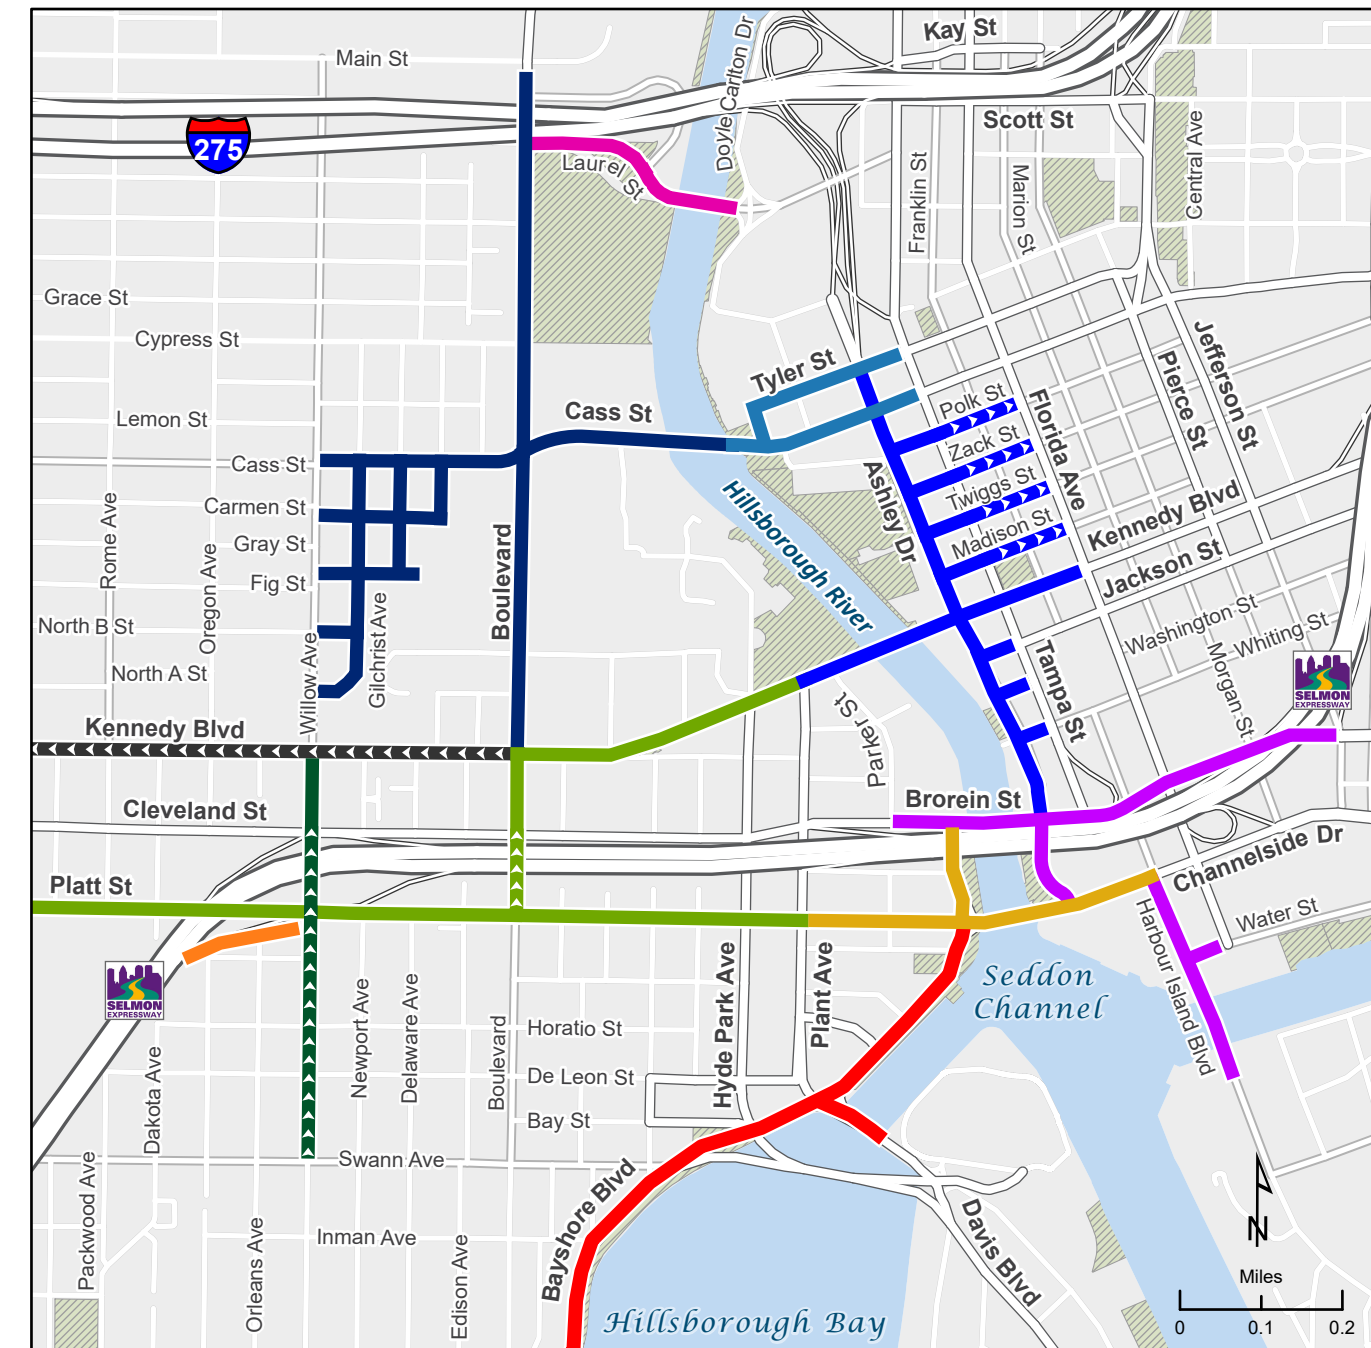 Kay St
Main St
Doyle Carlton Dr
Scott St
275
Laurel St
Franklin St
Marion St
Central Ave
Grace St
Cypress St
Tyler St
Jefferson St
Pierce St
Lemon St
Cass St
Polk St
Florida Ave
Zack St
Cass St
Twiggs St
Ashley Dr
Kennedy Blvd
Rome Ave
Carmen St
Hillsborough River
Madison St
Gray St
Oregon Ave
Boulevard
Jackson St
Fig St
Gilchrist Ave
North B St
Willow Ave
Washington St
Whiting St
North A St
Tampa St
Morgan St
SELMON
EXPRESSWAY
Parker St
Kennedy Blvd
Cleveland St
Brorein St
Channelside Dr
Platt St
Harbour Island Blvd
Water St
SELMON
EXPRESSWAY
Seddon
Channel
Hyde Park Ave
Plant Ave
Newport Ave
Delaware Ave
Boulevard
Horatio St
Dakota Ave
De Leon St
Bay St
Swann Ave
Packwood Ave
Bayshore Blvd
Davis Blvd
Orleans Ave
Inman Ave
Edison Ave
N
Hillsborough Bay
Miles
0 0.1 0.2